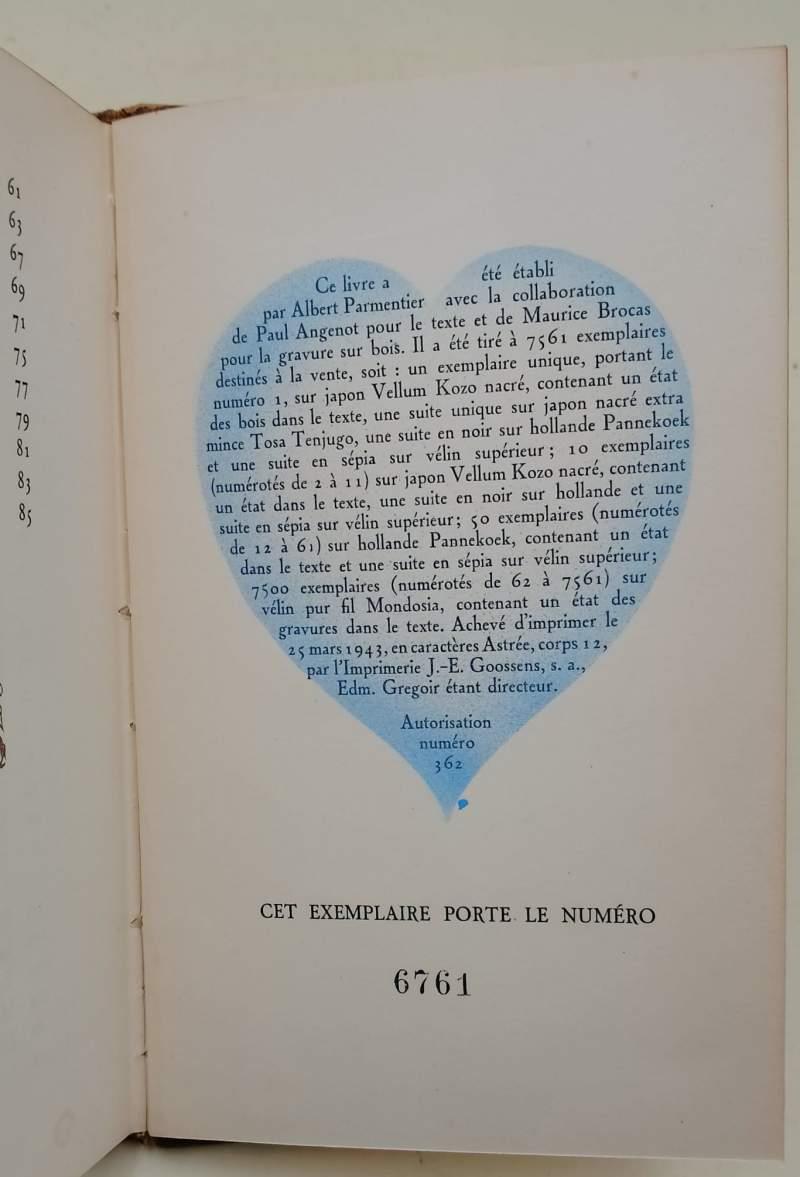 61
63
67
69
71
75
77
79
81
83
85
Ce livre a été établi
par Albert Parmentier avec la collaboration
de Paul Angenot pour le texte et de Maurice Brocas
pour la gravure sur bois. Il a été tiré à 7561 exemplaires
destinés à la vente, soit : un exemplaire unique, portant le
numéro 1, sur japon Vellum Kozo nacré, contenant un état
des bois dans le texte, une suite unique sur japon nacré extra
mince Tosa Tenjugo, une suite en noir sur hollande Pannekoek
et une suite en sépia sur vélin supérieur ; 10 exemplaires
(numérotés de 2 à 11) sur japon Vellum Kozo nacré, contenant
un état dans le texte, une suite en noir sur hollande et une
suite en sépia sur vélin supérieur ; 50 exemplaires (numérotés
de 12 à 61) sur hollande Pannekoek, contenant un état
dans le texte et une suite en sépia sur vélin supérieur ;
7500 exemplaires (numérotés de 62 à 7561) sur
vélin pur fil Mondosia, contenant un état des
gravures dans le texte. Achevé d'imprimer le
25 mars 1943, en caractères Astrée, corps 12,
par l'Imprimerie J.-E. Goossens, s. a.,
Edm. Gregoir étant directeur.
Autorisation
numéro
362
CET EXEMPLAIRE PORTE LE NUMÉRO
6761